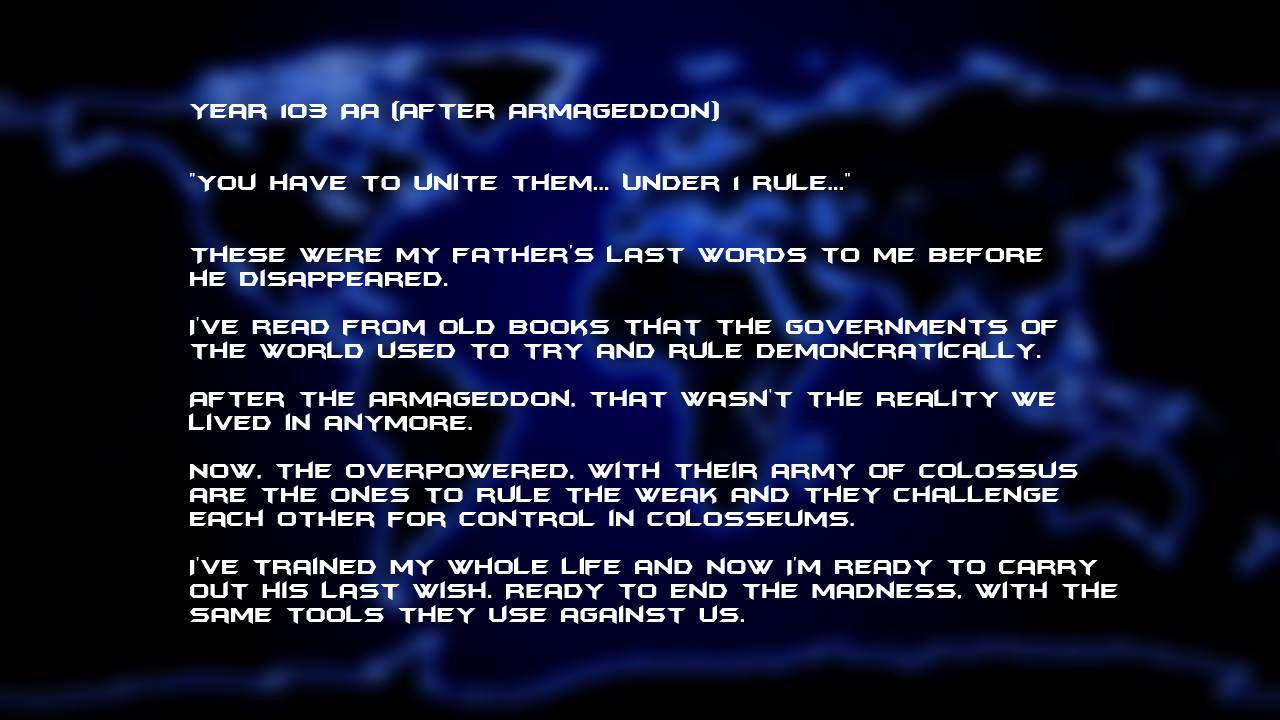 YEAR 103 AA (AFTER ARMAGEDDON)
"YOU HAVE TO UNITE THEM... UNDER 1 RULE..."
THESE WERE MY FATHER'S LAST WORDS TO ME BEFORE
HE DISAPPEARED.
I'VE READ FROM OLD BOOKS THAT THE GOVERNMENTS OF
THE WORLD USED TO TRY AND RULE DEMONCRATICALLY.
AFTER THE ARMAGEDDON, THAT WASN'T THE REALITY WE
LIVED IN ANYMORE.
NOW, THE OVERPOWERED, WITH THEIR ARMY OF COLOSSUS
ARE THE ONES TO RULE THE WEAK AND THEY CHALLENGE
EACH OTHER FOR CONTROL IN COLOSSEUMS.
I'VE TRAINED MY WHOLE LIFE AND NOW I'M READY TO CARRY
OUT HIS LAST WISH. READY TO END THE MADNESS, WITH THE
SAME TOOLS THEY USE AGAINST US.